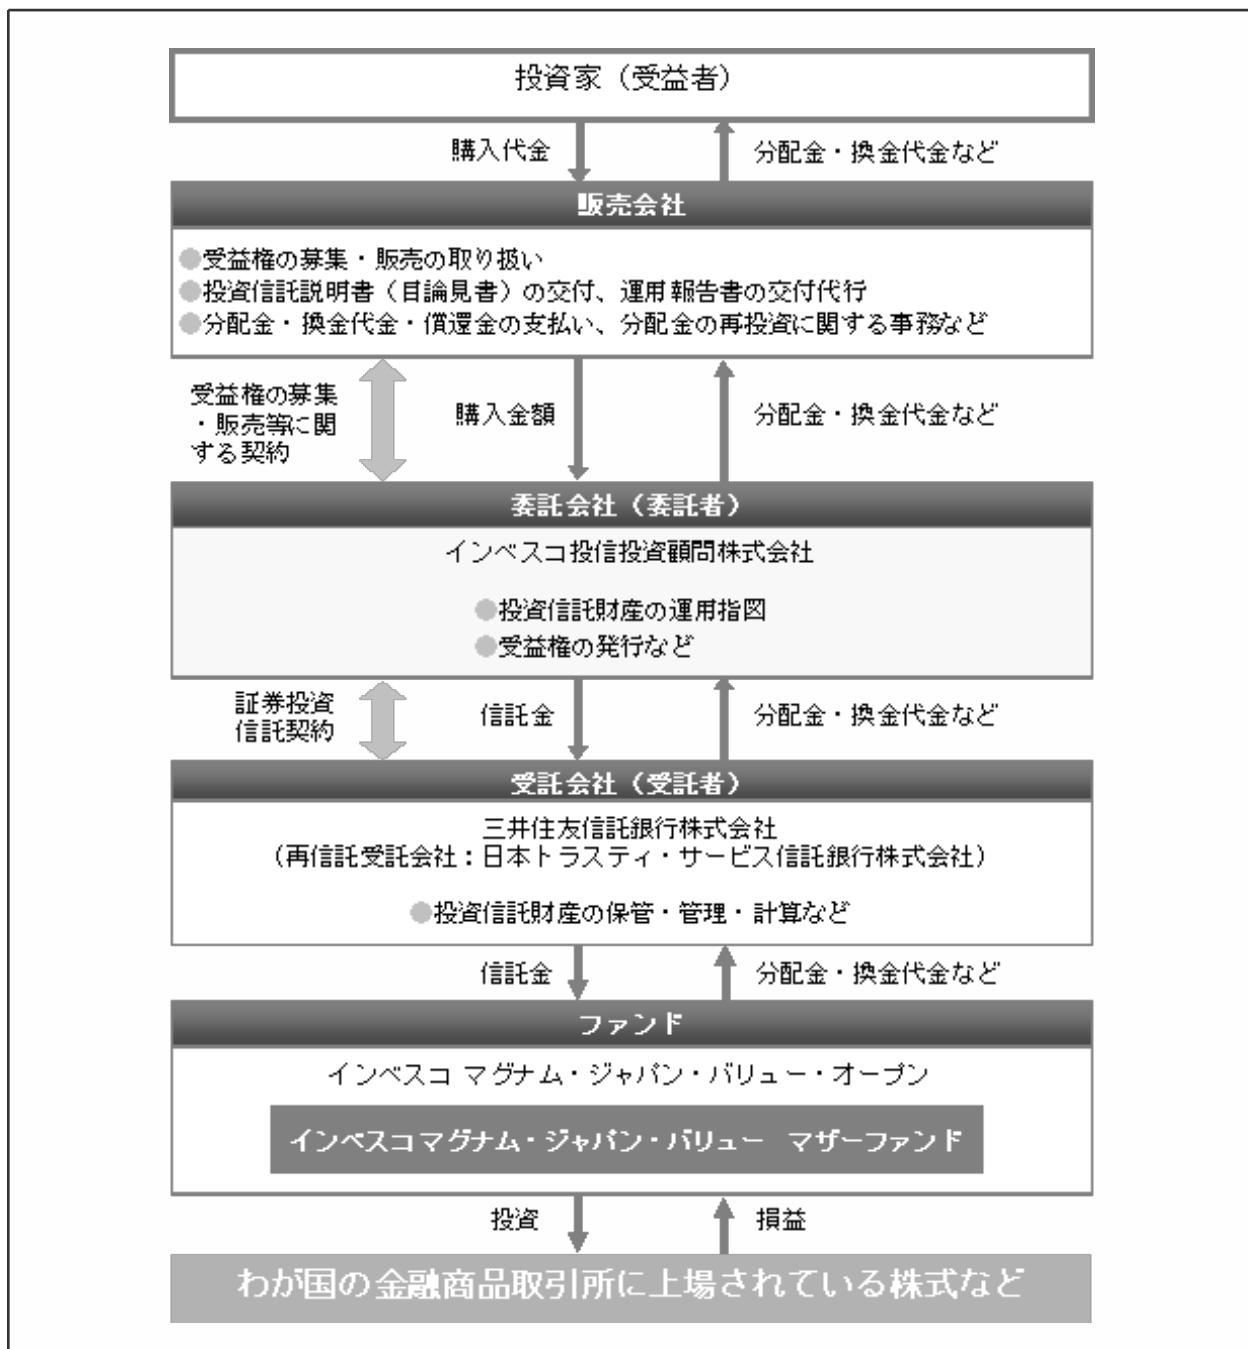 投資家（受益者）
購入代金
分配金・換金代金など
販売会社
●受益権の募集・販売の取り扱い
●投資信託説明書（目論見書）の交付、運用報告書の交付代行
●分配金・換金代金・償還金の支払い、分配金の再投資に関する事務など
受益権の募集
・販売等に関
する契約
購入金額
分配金・換金代金など
委託会社（委託者）
インベスコ投信投資顧問株式会社
●投資信託財産の運用指図
●受益権の発行など
証券投資
信託契約
信託金
分配金・換金代金など
受託会社（受託者）
三井住友信託銀行株式会社
（再信託受託会社：日本トラスティ・サービス信託銀行株式会社）
●投資信託財産の保管・管理・計算など
信託金
分配金・換金代金など
ファンド
インベスコ マグナム・ジャパン・バリュー・オープン
インベスコ マグナム・ジャパン・バリュー マザーファンド
投資
損益
わが国の金融商品取引所に上場されている株式など